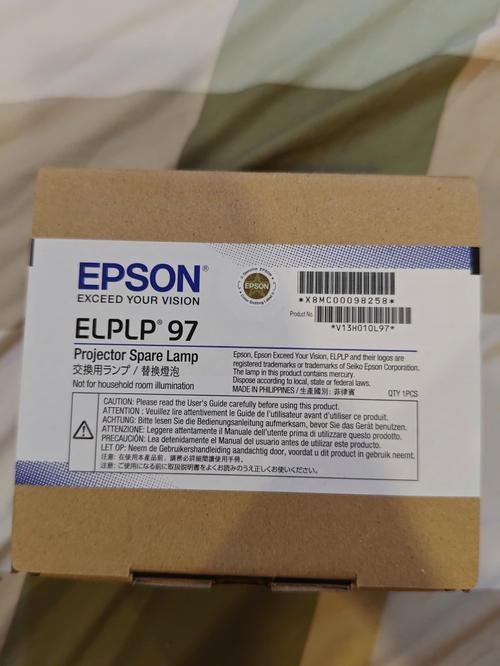 EPSON®
EXCEED YOUR VISION
EPSON
*X8MC00098258*
Product No.
*V13H010L97*
ELPLP® 97
Projector Spare Lamp
交換用ランプ / 替換燈泡
Not for household room illumination
Epson, Epson Exceed Your Vision, ELPLP and their logos are
registered trademarks or trademarks of Seiko Epson Corporation.
The lamp in this product contains mercury.
Dispose according to local, state or federal laws.
MADE IN PHILIPPINES / 生産國別：菲律賓
QTY 1PCS
CAUTION: Please read the User's Guide carefully before using this product.
ATTENTION : Veuillez lire attentivement le Guide de l'utilisateur avant d'utiliser ce produit.
ACHTUNG: Bitte lesen Sie die Bedienungsanleitung aufmerksam, bevor Sie das Gerät benutzen.
ATTENZIONE: Leggere attentamente il Manuale dell'utente prima di utilizzare questo prodotto.
PRECAUCIÓN: Lea detenidamente el Manual del usuario antes de utilizar este producto.
LET OP: Neem de Gebruikershandleiding aandachtig door, voordat u dit product in gebruik neemt.
注意: 在使用本產品前，請務必詳細閱讀使用手冊。
注意: ご使用になる前に取扱説明書をよくお読みのうえ正しくお使いください。